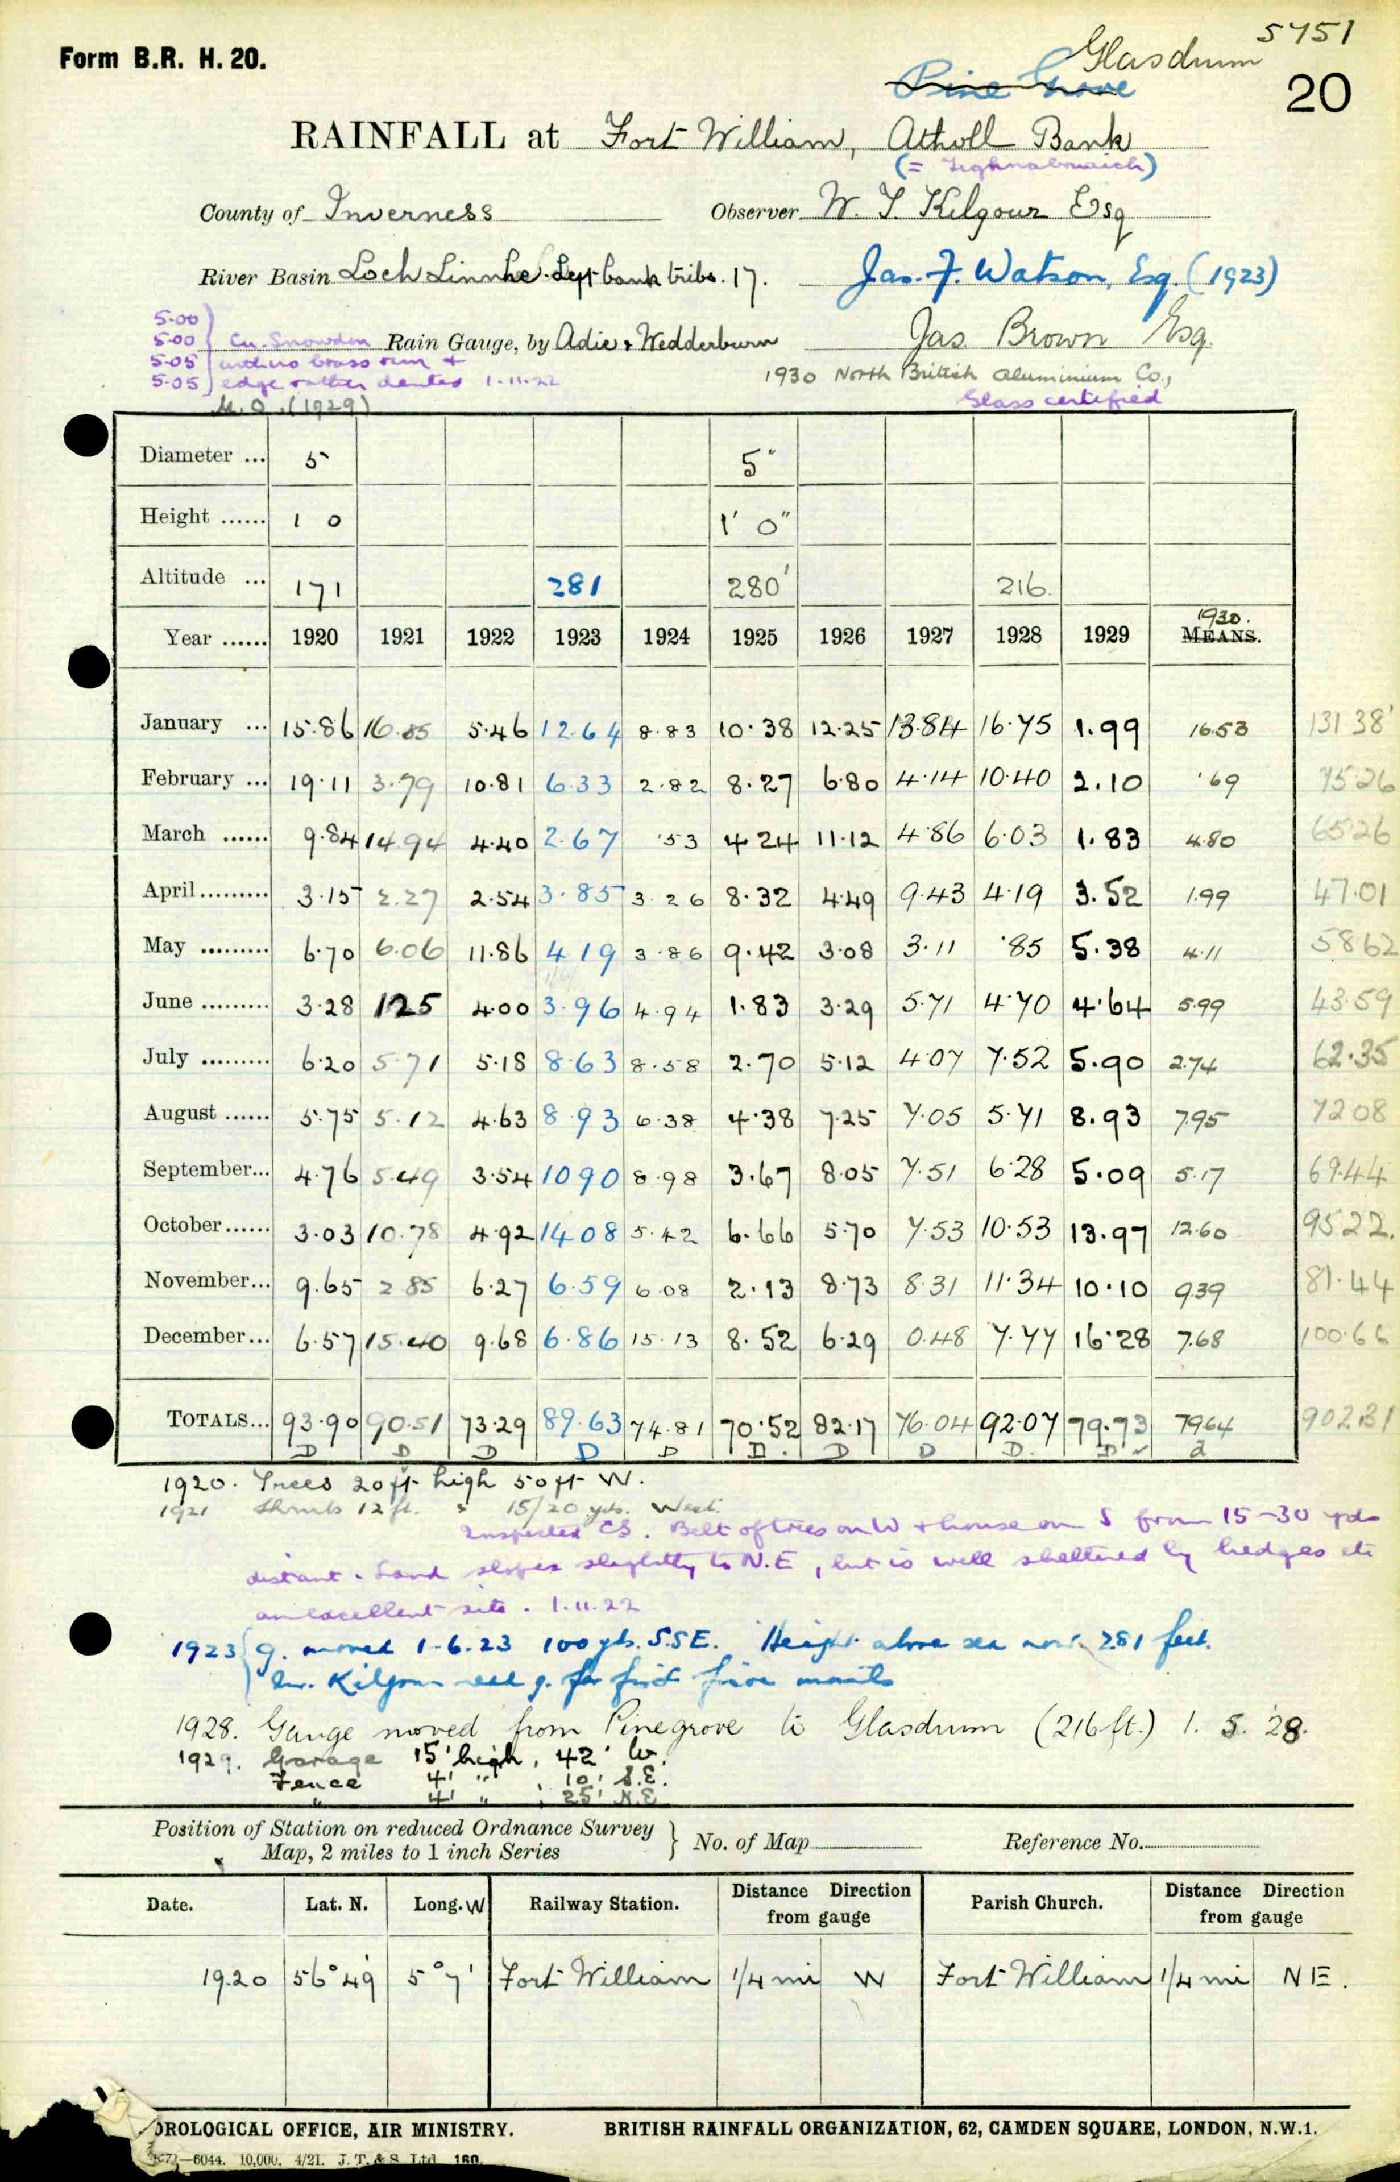 5751
Form B.R. H. 20.
Glasdrum
Pine Grove
20
RAINFALL at Fort William, Atholl Bank
County of Inverness Observer W. T. Kilgour Esq
River Basin Loch Linnhe Left bank tribs. 17. Jas. F. Watson, Esq. (1923)
5.00
5.00 Cu. Snowdon Rain Gauge, by Adie & Wedderburn Jas Brown Esq.
5.05 with no brass rim +
5.05 edge rather dented 1.11.22 1930 North British Aluminium Co.,
M.O. (1929) Glass certified
Diameter ... 5 5"
Height ...... 1 0 1' 0"
Altitude ... 171 281 280' 216.
1930.
Year ...... 1920 1921 1922 1923 1924 1925 1926 1927 1928 1929 MEANS.
January ... 15.86 16.85 5.46 12.64 8.83 10.38 12.25 13.84 16.75 1.99 16.53 131.38
February ... 19.11 3.79 10.81 6.33 2.82 8.27 6.80 4.14 10.40 2.10 .69 75.26
March ...... 9.84 14.94 4.40 2.67 .53 4.24 11.12 4.86 6.03 1.83 4.80 65.26
April ......... 3.15 2.27 2.54 3.85 3.26 8.32 4.49 9.43 4.19 3.52 1.99 47.01
May ......... 6.70 6.06 11.86 4.19 3.86 9.42 3.08 3.11 .85 5.38 4.11 58.62
June ......... 3.28 1.25 4.00 3.96 4.94 1.83 3.29 5.71 4.70 4.64 5.99 43.59
July ......... 6.20 5.71 5.18 8.63 8.58 2.70 5.12 4.07 7.52 5.90 2.74 62.35
August ...... 5.75 5.12 4.63 8.93 6.38 4.38 7.25 7.05 5.71 8.93 7.95 72.08
September... 4.76 5.49 3.54 10.90 8.98 3.67 8.05 7.51 6.28 5.09 5.17 69.44
October...... 3.03 10.78 4.92 14.08 5.42 6.66 5.70 7.53 10.53 13.97 12.60 95.22.
November... 9.65 2.85 6.27 6.59 6.08 2.13 8.73 8.31 11.34 10.10 9.39 81.44
December... 6.57 15.40 9.68 6.86 15.13 8.52 6.29 0.48 7.77 16.28 7.68 100.66
TOTALS... 93.90 90.51 73.29 89.63 74.81 70.52 82.17 76.04 92.07 79.73 79.64 902.31
D D D D D D. D D D. D
1920. Trees 20 ft. high 50 ft W.
1921 Shrubs 12 ft. " 15/20 yds. West.
Inspected CS. Belt of trees on W + house on S from 15-30 yds
distant. Land slopes slightly to N.E, but is well sheltered by hedges etc
an excellent site. 1.11.22
1923 g. moved 1-6.23 100 yds. S.S.E. Height above sea now 281 feet.
Mr. Kilgour read g. for first five months
1928. Gauge moved from Pinegrove to Glasdrum (216 ft.) 1. 5. 28.
1929. Garage 15' high, 42' W.
Fence 4' " , 10' S.E.
" 4' " , 25' N.E
Position of Station on reduced Ordnance Survey
Map, 2 miles to 1 inch Series } No. of Map Reference No.
Date. Lat. N. Long. W Railway Station. Distance Direction from gauge Parish Church. Distance Direction from gauge
1920 56° 49' 5° 7' Fort William 1/4 mi W Fort William 1/4 mi N E.
OROLOGICAL OFFICE, AIR MINISTRY. BRITISH RAINFALL ORGANIZATION, 62, CAMDEN SQUARE, LONDON, N.W.1.
6044. 10,000. 4/21. J. T. & S. Ltd. 160.